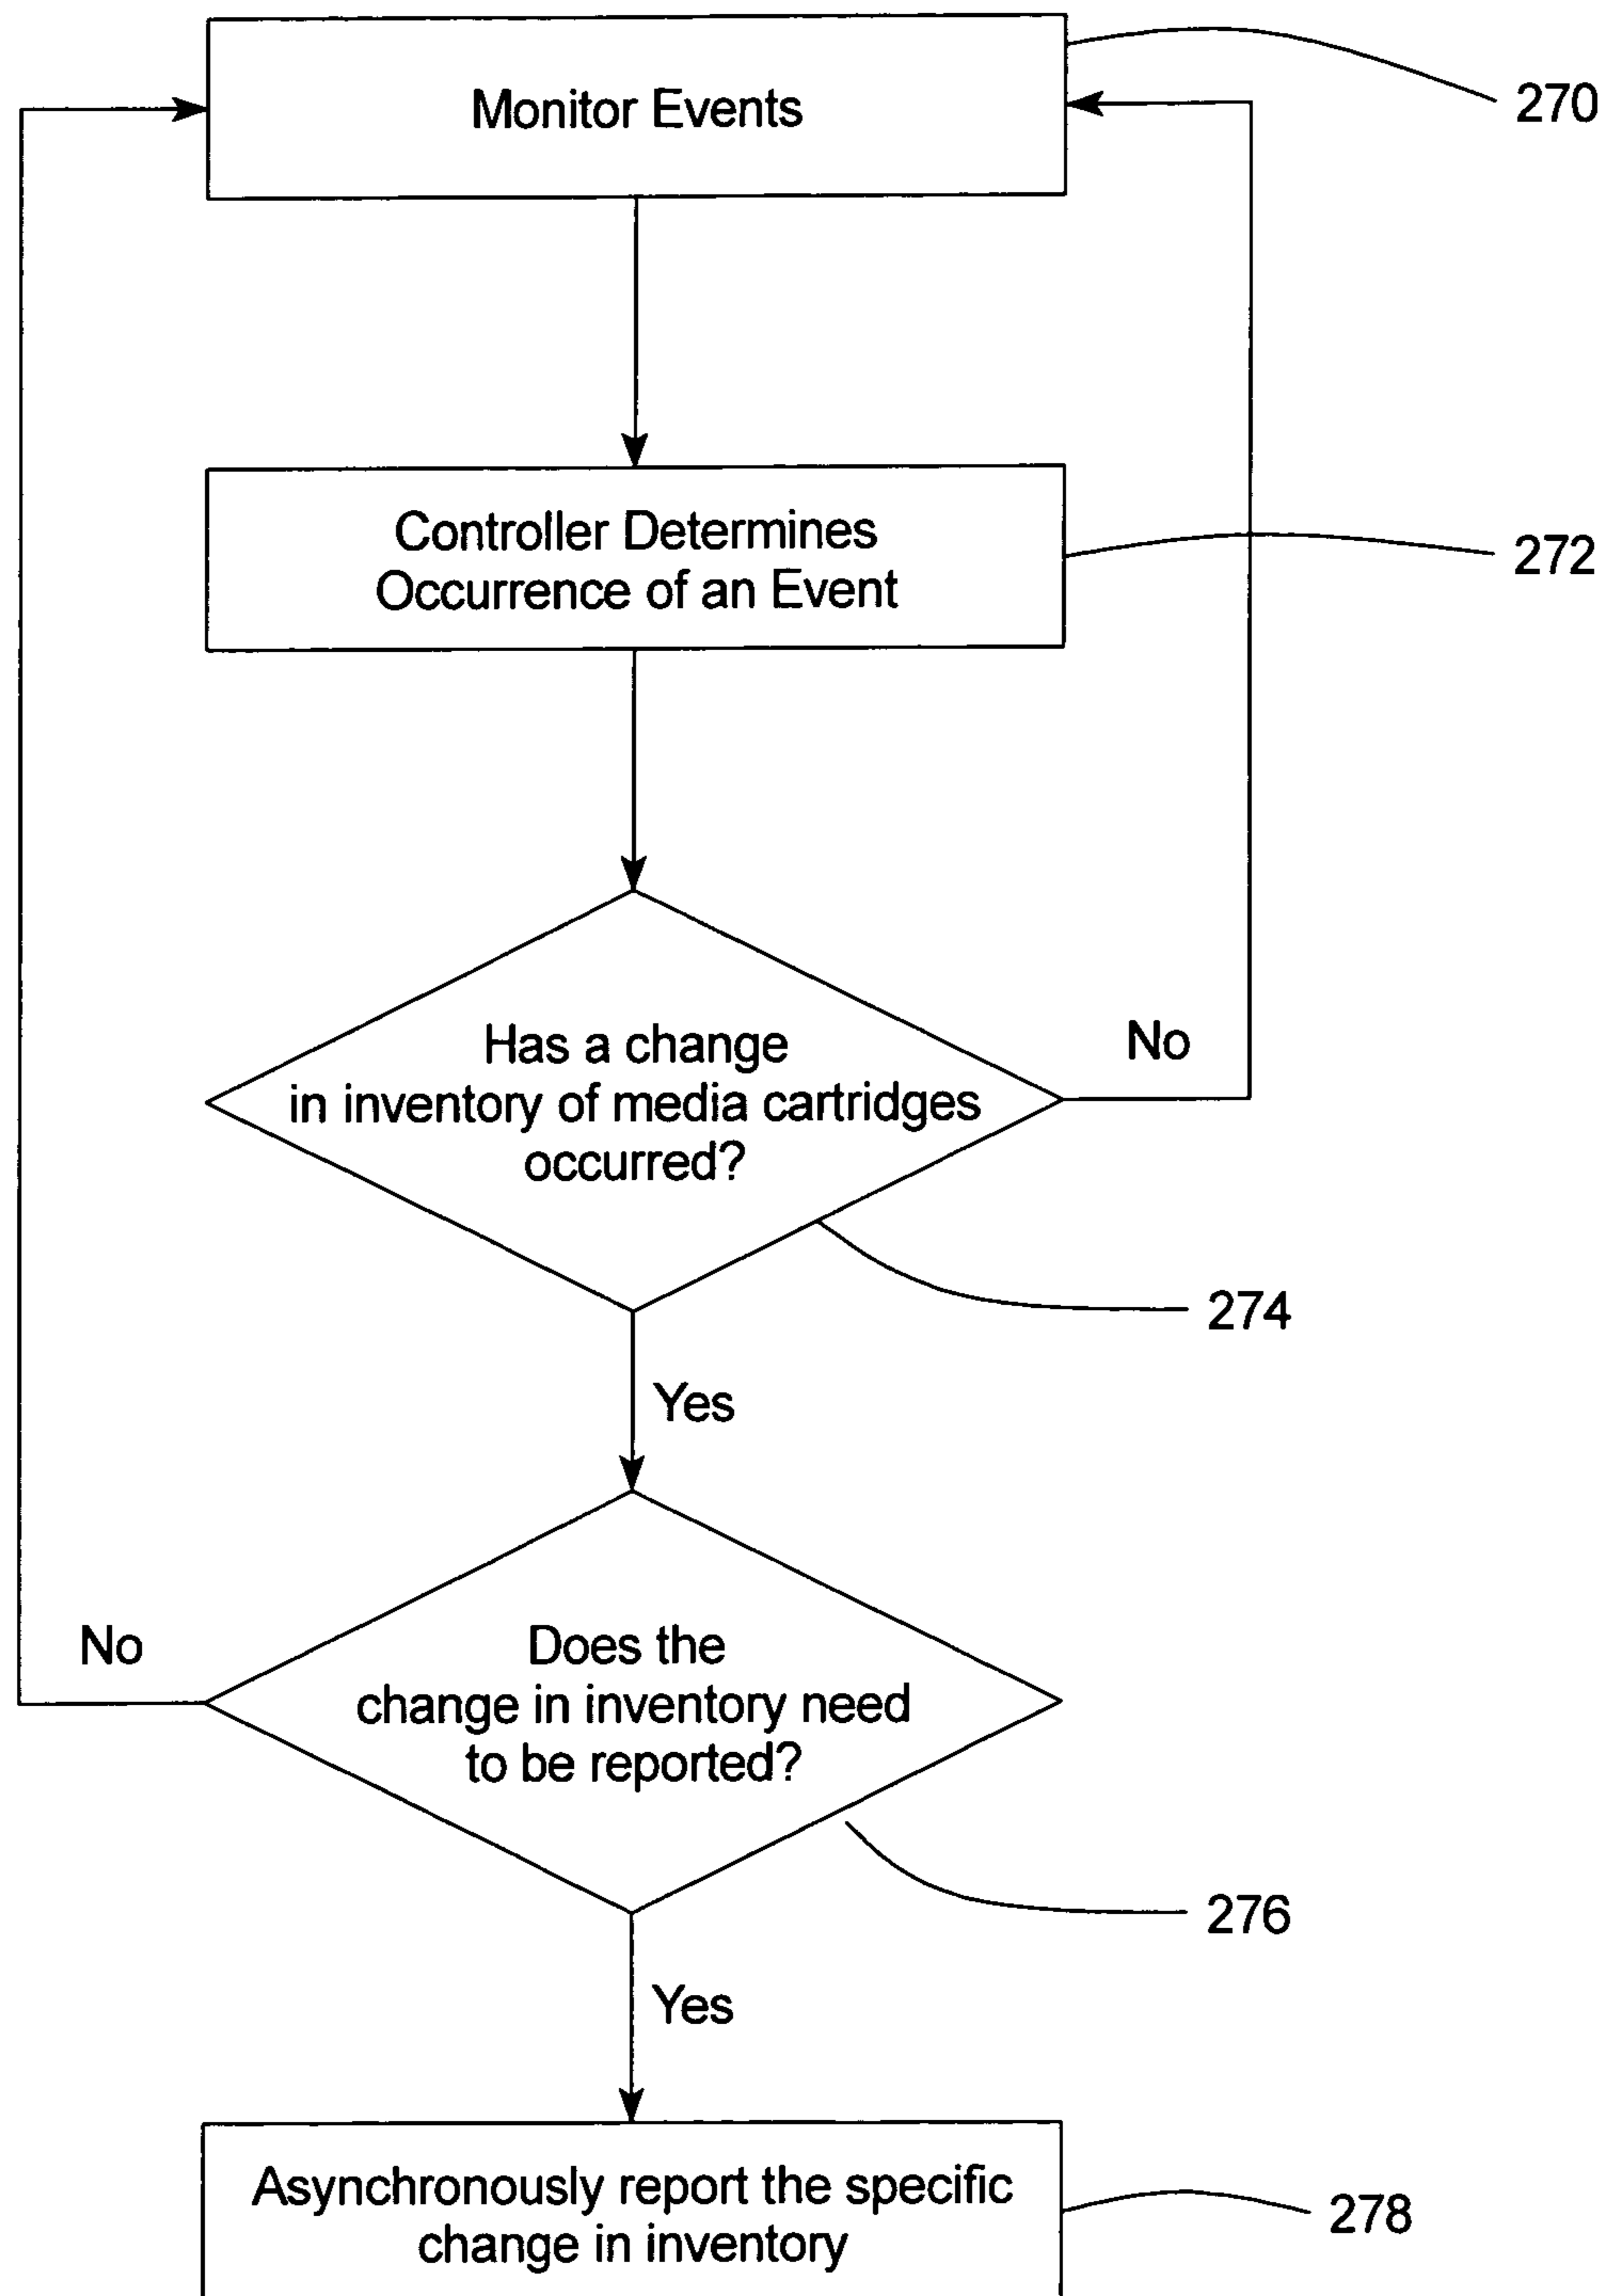 Monitor Events
270
Controller Determines
Occurrence of an Event
272
Has a change
in inventory of media cartridges
occurred?
No
274
Yes
Does the
change in inventory need
to be reported?
No
276
Yes
Asynchronously report the specific
change in inventory
278